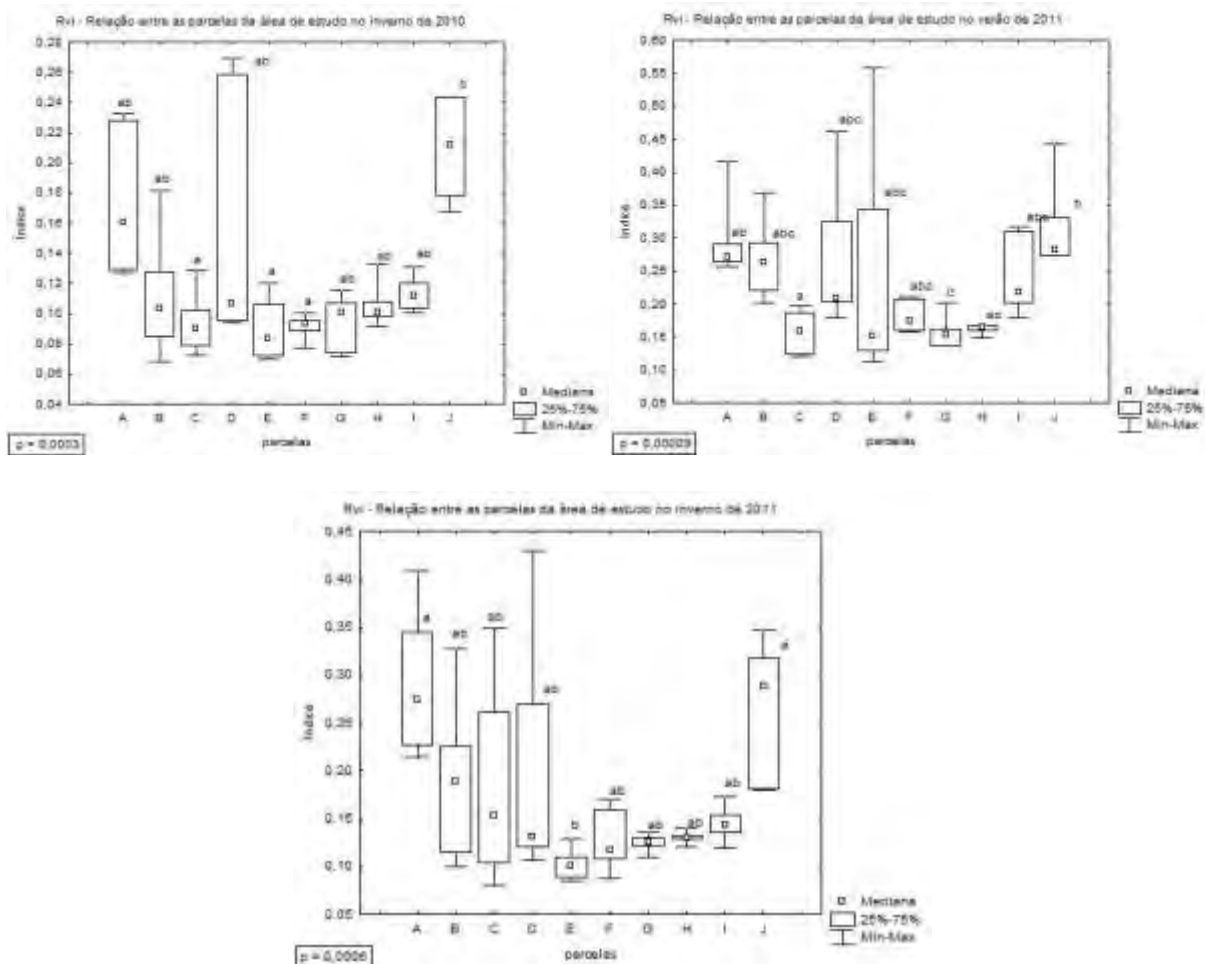 Rvi - Relação entre as parcelas da área de estudo no inverno de 2010
0,28
0,26
0,24
0,22
0,20
0,18
0,16
0,14
0,12
0,10
0,08
0,06
0,04
Índice
ab
ab
a
ab
a
a
ab
ab
ab
b
A B C D E F G H I J
parcelas
Mediana
25%-75%
Min-Max
p = 0,0003
Rvi - Relação entre as parcelas da área de estudo no verão de 2011
0,60
0,55
0,50
0,45
0,40
0,35
0,30
0,25
0,20
0,15
0,10
0,05
Índice
ab
abc
a
abc
abc
abc
c
ac
abc
b
A B C D E F G H I J
parcelas
Mediana
25%-75%
Min-Max
p = 0,00009
Rvi - Relação entre as parcelas da área de estudo no inverno de 2011
0,45
0,40
0,35
0,30
0,25
0,20
0,15
0,10
0,05
Índice
a
ab
ab
ab
b
ab
ab
ab
ab
a
A B C D E F G H I J
parcelas
Mediana
25%-75%
Min-Max
p = 0,0006